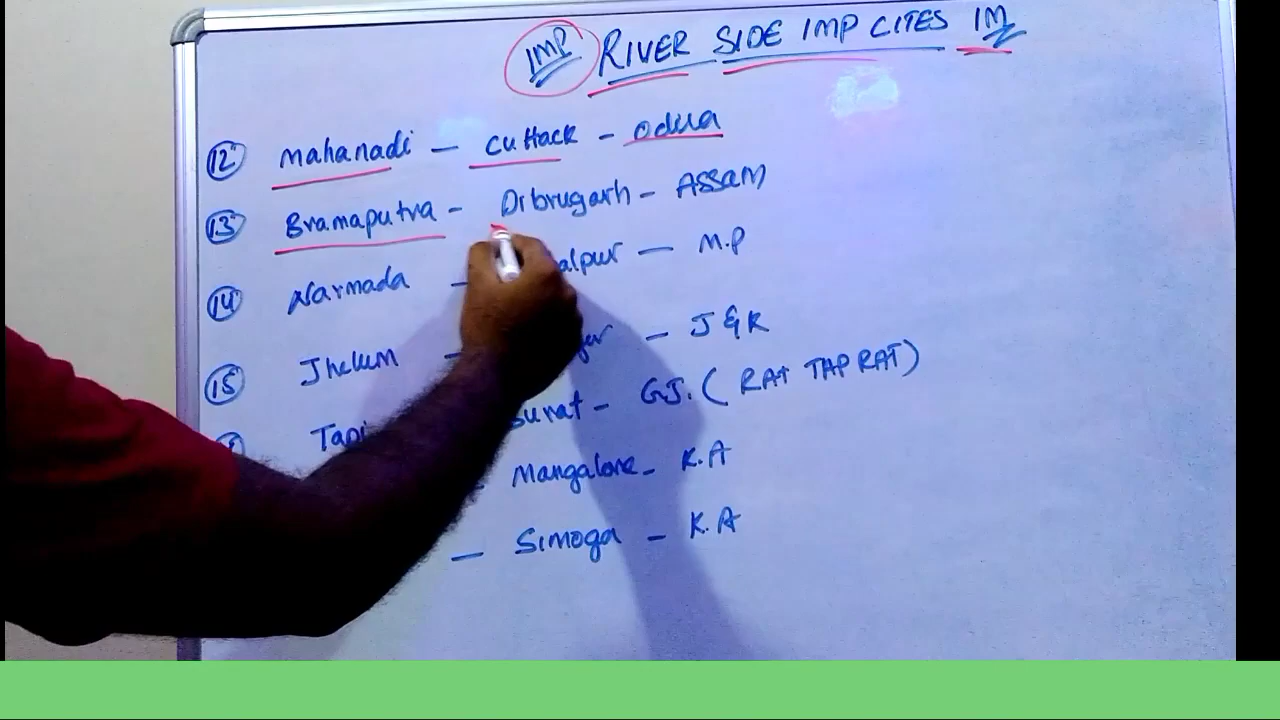 IMP RIVER SIDE IMP CITES IM
12 Mahanadi - Cuttack - Odisa
13 Bramaputra - Dibrugarh - ASSAM
14 Narmada - alpur - M.P
15 Jhelum - J & K
Tapi surat - GJ. ( RAT TAP RAT)
Mangalore - K.A
- Simoga - K.A